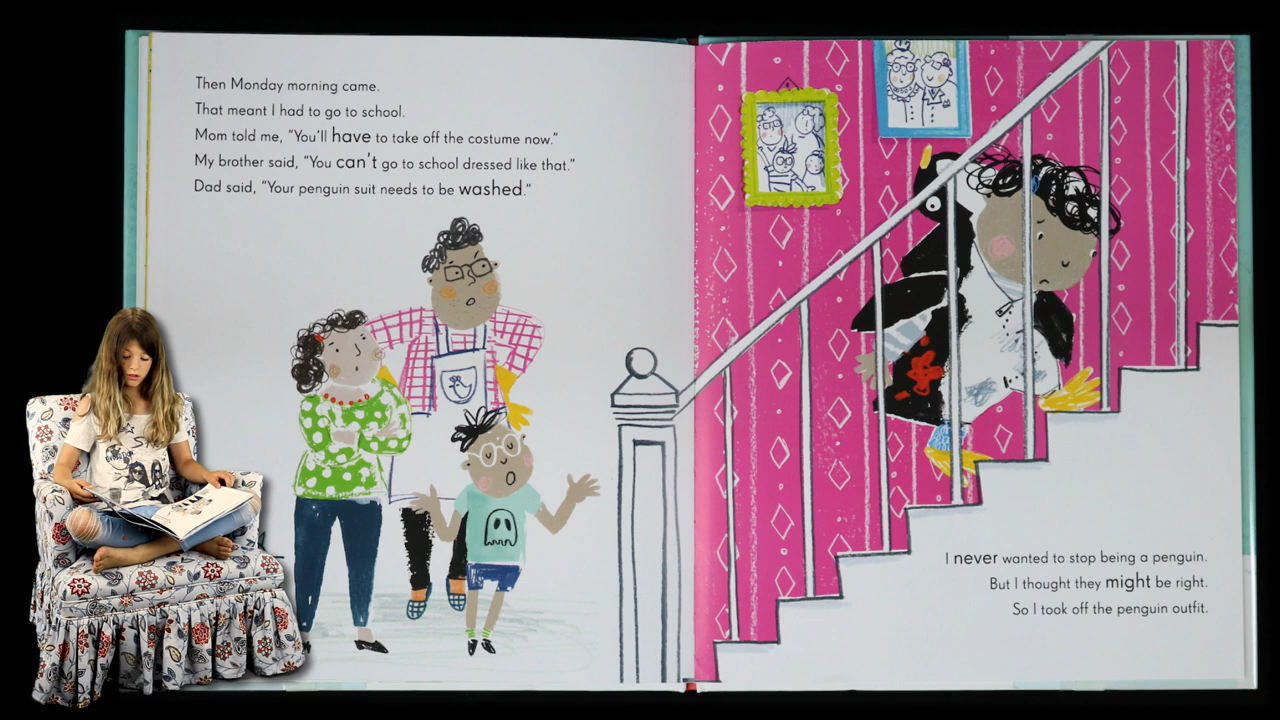 Then Monday morning came.
That meant I had to go to school.
Mom told me, “You’ll have to take off the costume now.”
My brother said, “You can’t go to school dressed like that.”
Dad said, “Your penguin suit needs to be washed.”
I never wanted to stop being a penguin.
But I thought they might be right.
So I took off the penguin outfit.